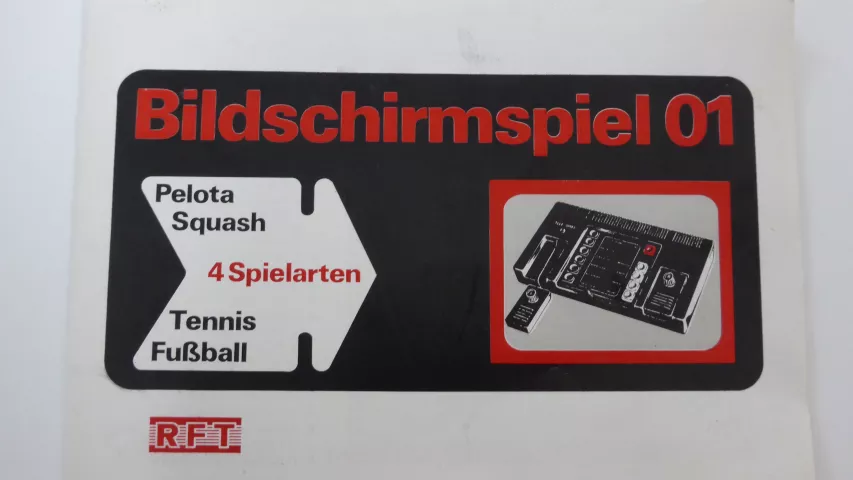 Bildschirmspiel 01
Pelota
Squash
4 Spielarten
Tennis
Fußball
RFT